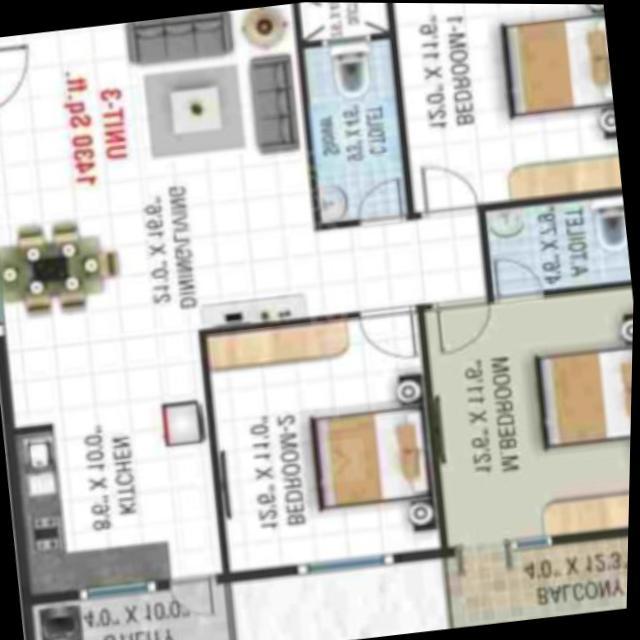 UNIT-3
1430 Sq.ft.
DINING/LIVING
21.0.. X 16.6..
C.TOILET
BEDROOM-1
12.0.. X 11.6..
A.TOILET
4.6.. X 7.9..
M BEDROOM
12.6.. X 11.6..
BEDROOM-2
12.6.. X 11.0..
KITCHEN
8.6.. X 10.0..
UTILITY
4.0.. X 10.0..
BALCONY
4.0.. X 12.3..